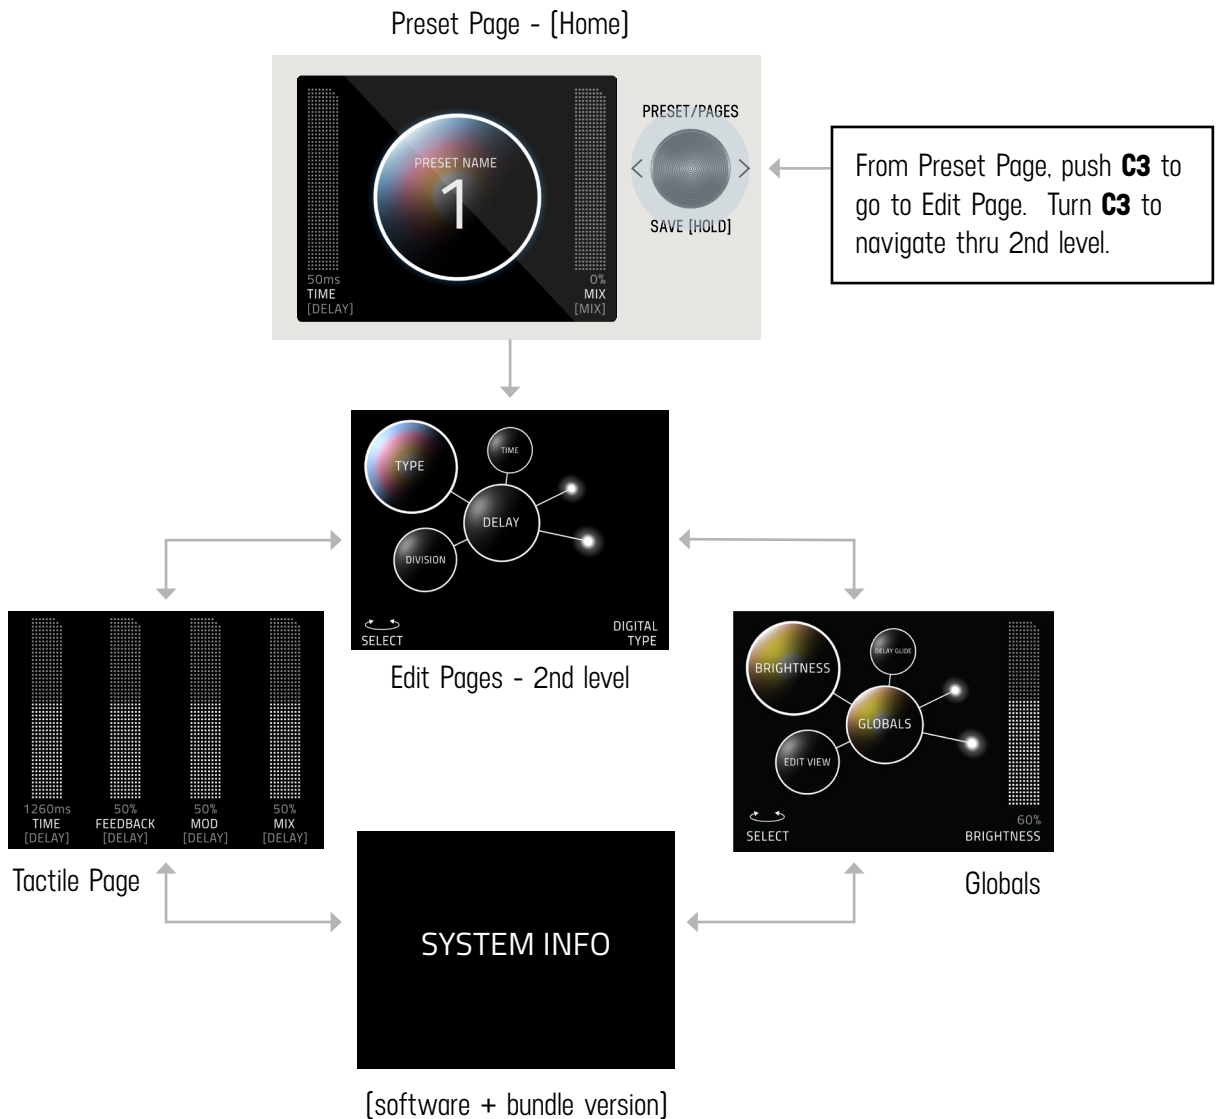 Preset Page - [Home]
PRESET NAME
1
50ms
TIME
[DELAY]
0%
MIX
[MIX]
PRESET/PAGES
< >
SAVE [HOLD]
From Preset Page, push C3 to
go to Edit Page. Turn C3 to
navigate thru 2nd level.
TYPE
TIME
DELAY
DIVISION
SELECT
DIGITAL
TYPE
Edit Pages - 2nd level
1260ms
TIME
[DELAY]
50%
FEEDBACK
[DELAY]
50%
MOD
[DELAY]
50%
MIX
[DELAY]
Tactile Page
BRIGHTNESS
DELAY GLIDE
GLOBALS
EDIT VIEW
SELECT
60%
BRIGHTNESS
Globals
SYSTEM INFO
[software + bundle version]